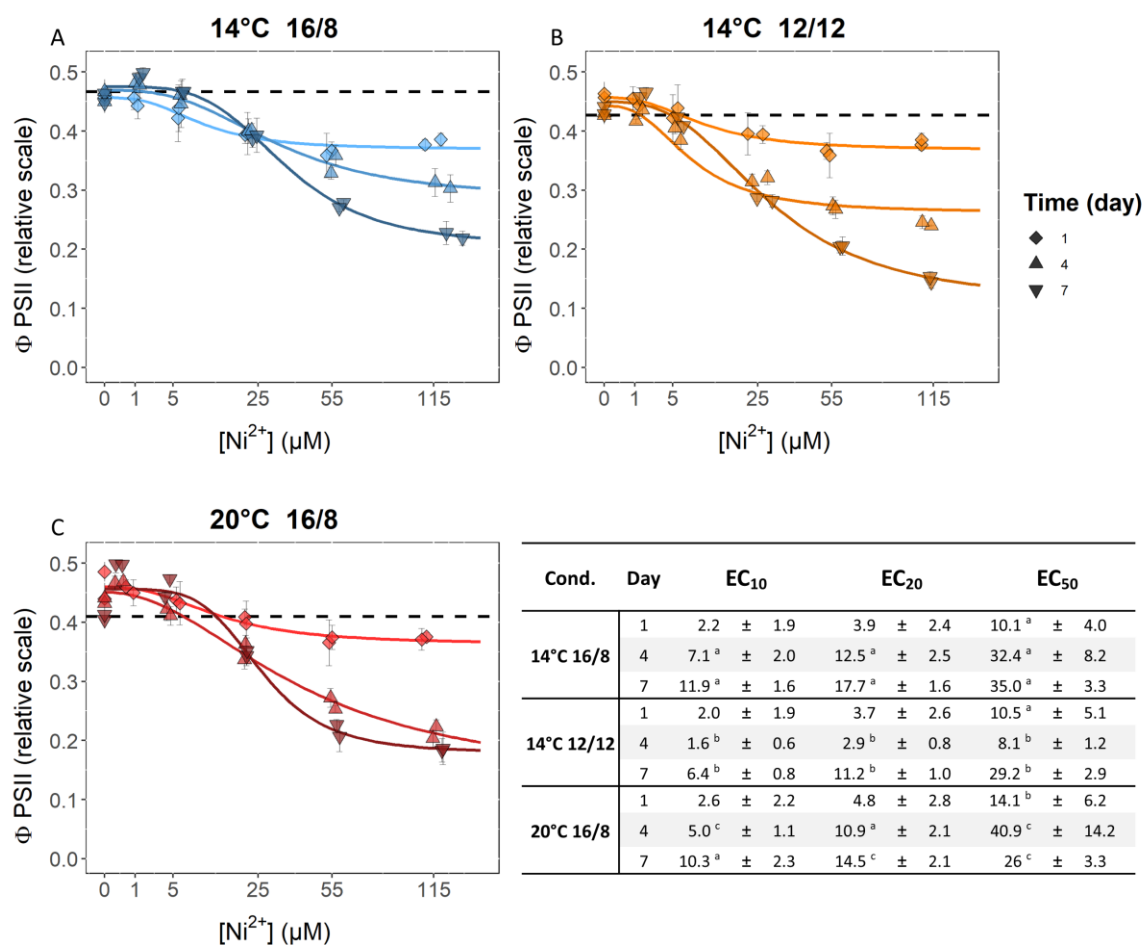 A
14°C 16/8
Φ PSII (relative scale)
0.5
0.4
0.3
0.2
0.1
0.0
0 1 5 25 55 115
[Ni²⁺] (µM)
B
14°C 12/12
Φ PSII (relative scale)
0.5
0.4
0.3
0.2
0.1
0.0
0 1 5 25 55 115
[Ni²⁺] (µM)
Time (day)
1
4
7
C
20°C 16/8
Φ PSII (relative scale)
0.5
0.4
0.3
0.2
0.1
0.0
0 1 5 25 55 115
[Ni²⁺] (µM)
Cond. Day EC₁₀ EC₂₀ EC₅₀
1 2.2 ± 1.9 3.9 ± 2.4 10.1 ᵃ ± 4.0
14°C 16/8 4 7.1 ᵃ ± 2.0 12.5 ᵃ ± 2.5 32.4 ᵃ ± 8.2
7 11.9 ᵃ ± 1.6 17.7 ᵃ ± 1.6 35.0 ᵃ ± 3.3
1 2.0 ± 1.9 3.7 ± 2.6 10.5 ᵃ ± 5.1
14°C 12/12 4 1.6 ᵇ ± 0.6 2.9 ᵇ ± 0.8 8.1 ᵇ ± 1.2
7 6.4 ᵇ ± 0.8 11.2 ᵇ ± 1.0 29.2 ᵇ ± 2.9
1 2.6 ± 2.2 4.8 ± 2.8 14.1 ᵇ ± 6.2
20°C 16/8 4 5.0 ᶜ ± 1.1 10.9 ᵃ ± 2.1 40.9 ᶜ ± 14.2
7 10.3 ᵃ ± 2.3 14.5 ᶜ ± 2.1 26 ᶜ ± 3.3